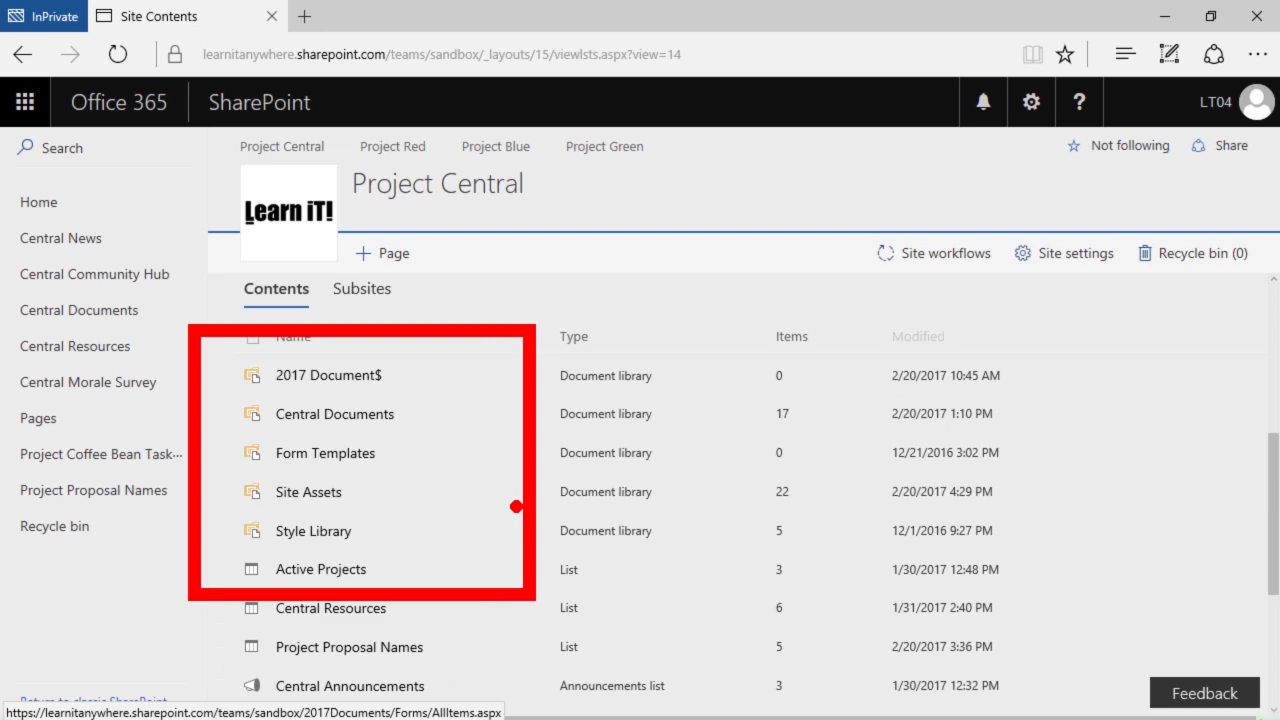 InPrivate Site Contents
learnitanywhere.sharepoint.com/teams/sandbox/_layouts/15/viewlsts.aspx?view=14
Office 365 SharePoint ? LT04
Search
Project Central Project Red Project Blue Project Green Not following Share
Learn iT!
Project Central
Home
Central News
Central Community Hub
Central Documents
Central Resources
Central Morale Survey
Pages
Project Coffee Bean Task...
Project Proposal Names
Recycle bin
Return to classic SharePoint
+ Page Site workflows Site settings Recycle bin (0)
Contents Subsites
Name Type Items Modified
2017 Document$ Document library 0 2/20/2017 10:45 AM
Central Documents Document library 17 2/20/2017 1:10 PM
Form Templates Document library 0 12/21/2016 3:02 PM
Site Assets Document library 22 2/20/2017 4:29 PM
Style Library Document library 5 12/1/2016 9:27 PM
Active Projects List 3 1/30/2017 12:48 PM
Central Resources List 6 1/31/2017 2:40 PM
Project Proposal Names List 5 2/20/2017 3:36 PM
Central Announcements Announcements list 3 1/30/2017 12:32 PM
Feedback
https://learnitanywhere.sharepoint.com/teams/sandbox/2017Documents/Forms/AllItems.aspx